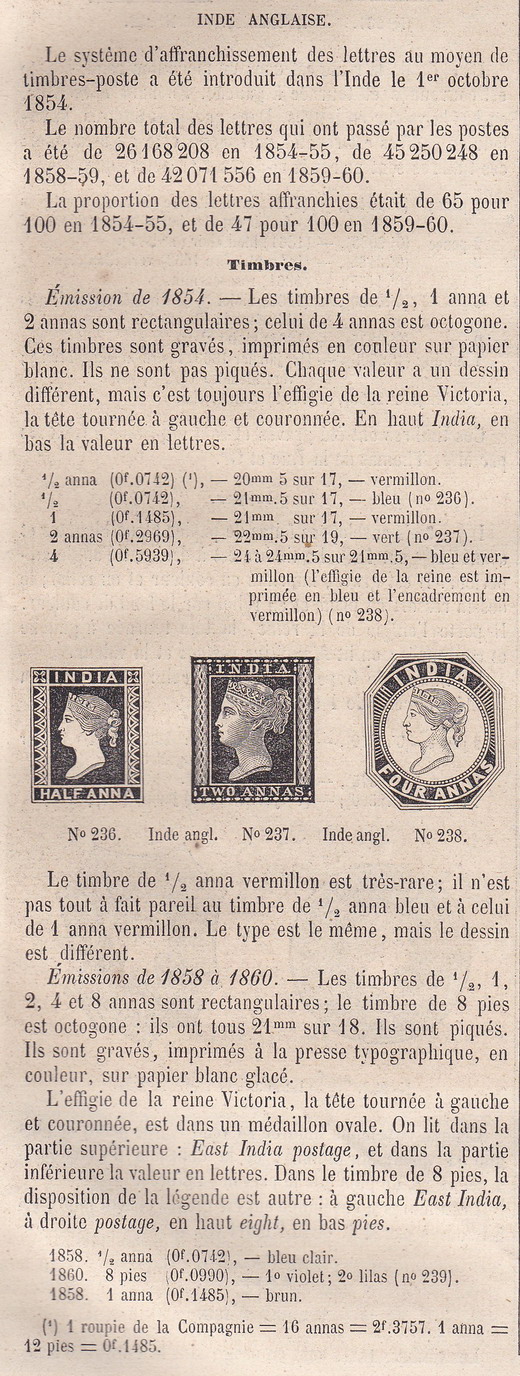 INDE ANGLAISE.
Le système d'affranchissement des lettres au moyen de
timbres-poste a été introduit dans l'Inde le 1er octobre
1854.
Le nombre total des lettres qui ont passé par les postes
a été de 26 168 208 en 1854-55, de 45 250 248 en
1858-59, et de 42 071 556 en 1859-60.
La proportion des lettres affranchies était de 65 pour
100 en 1854-55, et de 47 pour 100 en 1859-60.
Timbres.
Émission de 1854. — Les timbres de 1/2, 1 anna et
2 annas sont rectangulaires; celui de 4 annas est octogone.
Ces timbres sont gravés, imprimés en couleur sur papier
blanc. Ils ne sont pas piqués. Chaque valeur a un dessin
différent, mais c'est toujours l'effigie de la reine Victoria,
la tête tournée à gauche et couronnée. En haut India, en
bas la valeur en lettres.
1/2 anna (0f.0742) (1), — 20mm 5 sur 17, — vermillon.
1/2 (0f.0742), — 21mm.5 sur 17, — bleu (no 236).
1 (0f.1485), — 21mm sur 17, — vermillon.
2 annas (0f.2969), — 22mm.5 sur 19, — vert (no 237).
4 (0f.5939), — 24 à 24mm.5 sur 21mm.5, — bleu et ver-
millon (l'effigie de la reine est im-
primée en bleu et l'encadrement en
vermillon) (no 238).
INDIA
HALF ANNA
INDIA
TWO ANNAS
INDIA
FOUR ANNAS
No 236. Inde angl. No 237. Inde angl. No 238.
Le timbre de 1/2 anna vermillon est très-rare; il n'est
pas tout à fait pareil au timbre de 1/2 anna bleu et à celui
de 1 anna vermillon. Le type est le même, mais le dessin
est différent.
Émissions de 1858 à 1860. — Les timbres de 1/2, 1,
2, 4 et 8 annas sont rectangulaires; le timbre de 8 pies
est octogone : ils ont tous 21mm sur 18. Ils sont piqués.
Ils sont gravés, imprimés à la presse typographique, en
couleur, sur papier blanc glacé.
L'effigie de la reine Victoria, la tête tournée à gauche
et couronnée, est dans un médaillon ovale. On lit dans la
partie supérieure : East India postage, et dans la partie
inférieure la valeur en lettres. Dans le timbre de 8 pies, la
disposition de la légende est autre : à gauche East India,
à droite postage, en haut eight, en bas pies.
1858. 1/2 anna (0f.0742), — bleu clair.
1860. 8 pies (0f.0990), — 1o violet; 2o lilas (no 239).
1858. 1 anna (0f.1485), — brun.
(1) 1 roupie de la Compagnie = 16 annas = 2f.3757. 1 anna =
12 pies = 0f.1485.